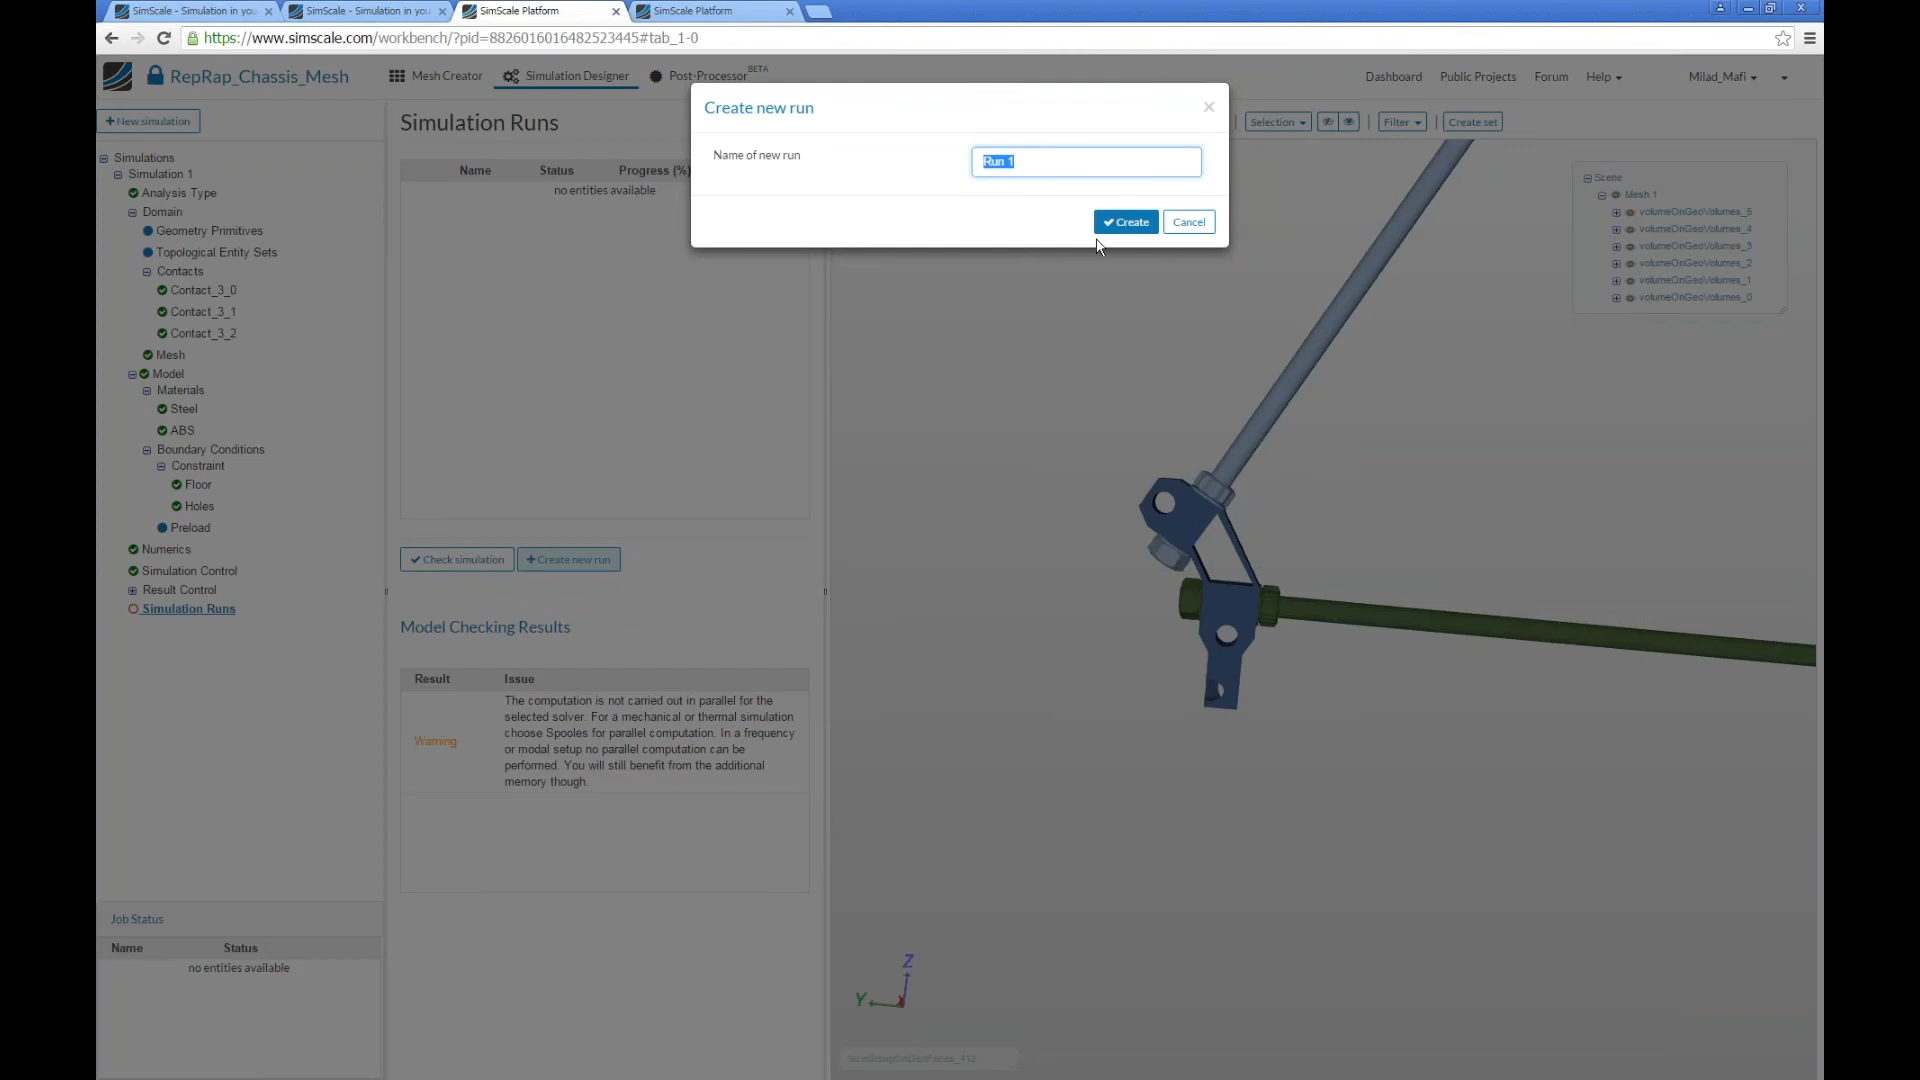 SimScale - Simulation in you
SimScale - Simulation in you
SimScale Platform
SimScale Platform
https://www.simscale.com/workbench/?pid=8826016016482523445#tab_1-0
RepRap_Chassis_Mesh
Mesh Creator
Simulation Designer
Post-Processor BETA
Dashboard
Public Projects
Forum
Help
Milad_Mafi
+ New simulation
Simulations
Simulation 1
Analysis Type
Domain
Geometry Primitives
Topological Entity Sets
Contacts
Contact_3_0
Contact_3_1
Contact_3_2
Mesh
Model
Materials
Steel
ABS
Boundary Conditions
Constraint
Floor
Holes
Preload
Numerics
Simulation Control
Result Control
Simulation Runs
Job Status
Name Status
no entities available
Simulation Runs
Name Status Progress (%)
no entities available
Check simulation
+ Create new run
Model Checking Results
Result Issue
Warning
The computation is not carried out in parallel for the
selected solver. For a mechanical or thermal simulation
choose Spooles for parallel computation. In a frequency
or modal setup no parallel computation can be
performed. You will still benefit from the additional
memory though.
Create new run
×
Name of new run
Run 1
Create
Cancel
Selection
Filter
Create set
Scene
Mesh 1
volumeOnGeoVolumes_5
volumeOnGeoVolumes_4
volumeOnGeoVolumes_3
volumeOnGeoVolumes_2
volumeOnGeoVolumes_1
volumeOnGeoVolumes_0
Z
Y
X